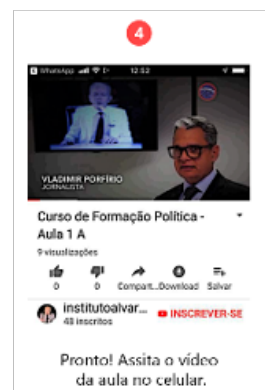 4
WhatsApp 12:52
VLADIMIR PORFÍRIO
JORNALISTA
Curso de Formação Política -
Aula 1 A
9 visualizações
0 0 Compart... Download Salvar
institutoalvar... INSCREVER-SE
48 inscritos
Pronto! Assita o vídeo
da aula no celular.